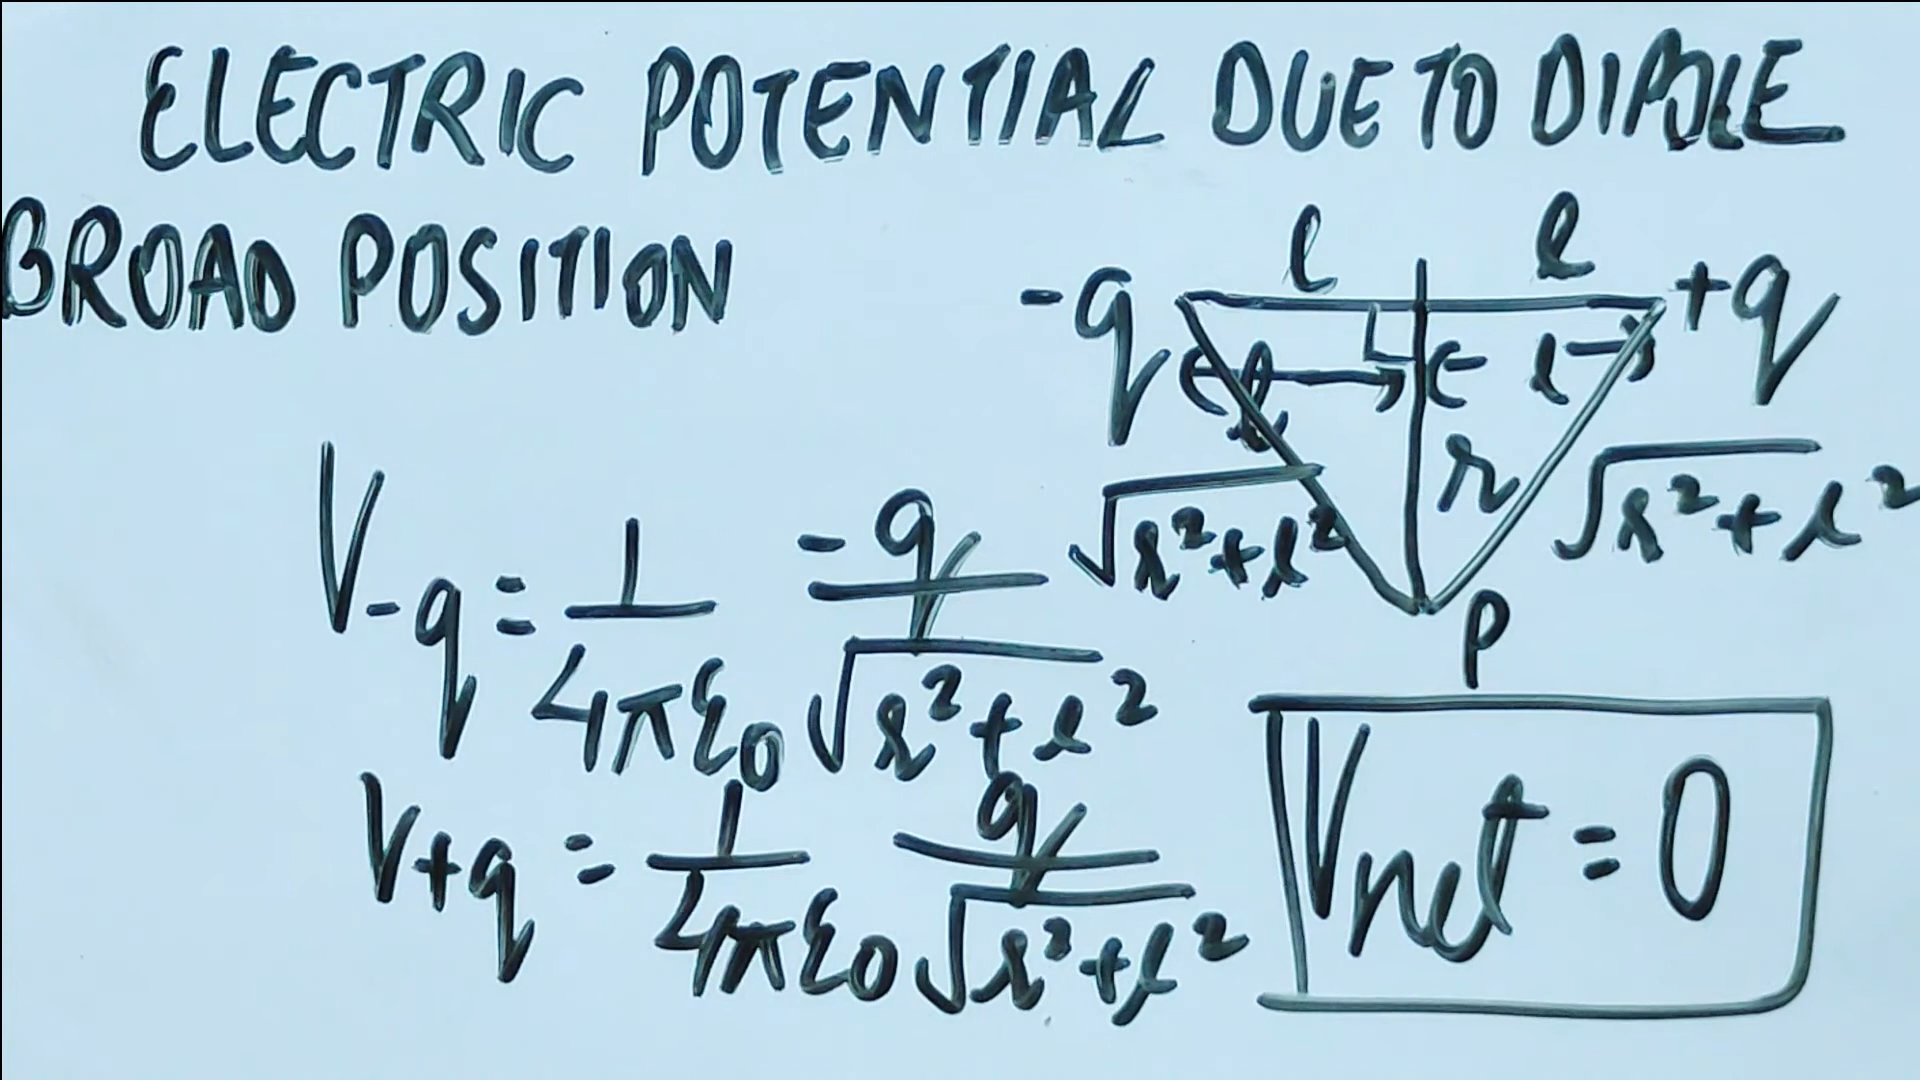 ELECTRIC POTENTIAL DUE TO DIPOLE
BROAD POSITION
l l
-q +q
l l
r
√r²+l² √r²+l²
P
V-q = 1/4πε0 -q/√r²+l²
V+q = 1/4πε0 q/√r²+l²
Vnet = 0